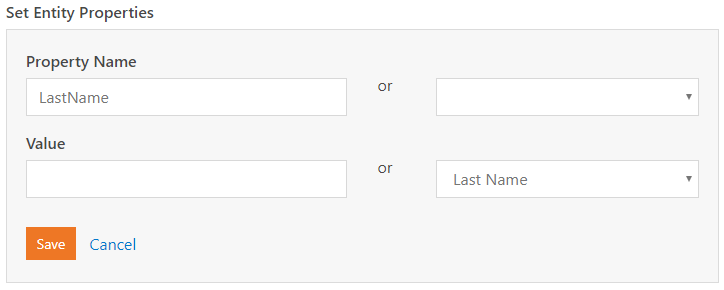 Set Entity Properties
Property Name
LastName or
Value
or Last Name
Save Cancel